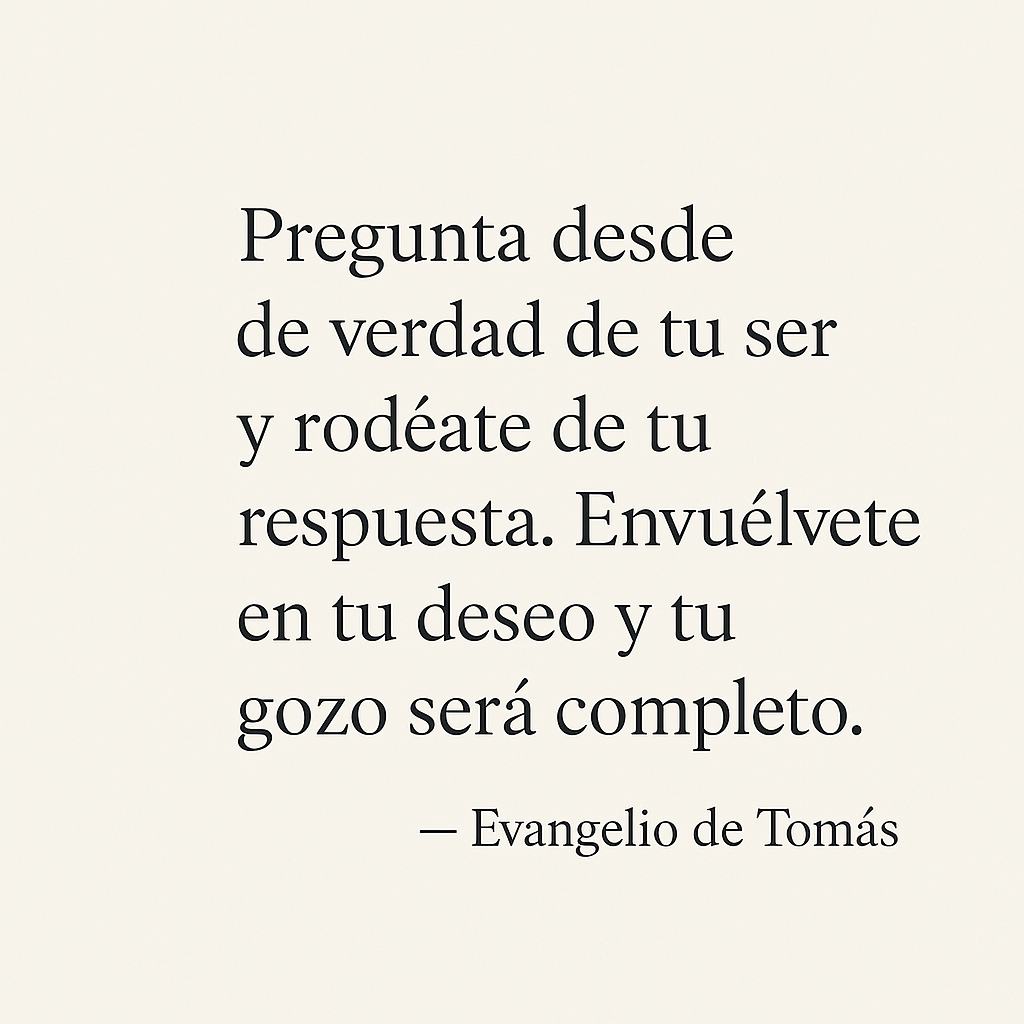 Pregunta desde
de verdad de tu ser
y rodéate de tu
respuesta. Envuélvete
en tu deseo y tu
gozo será completo.
— Evangelio de Tomás